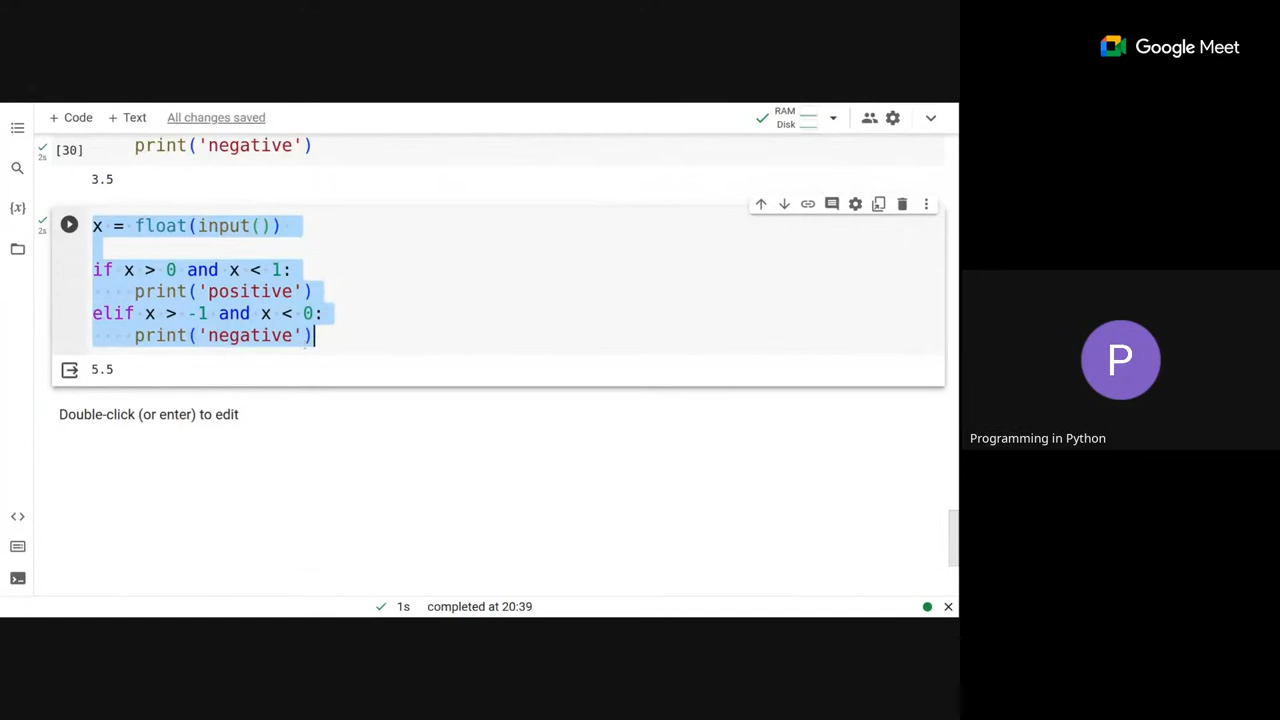 Google Meet
+ Code + Text All changes saved
RAM
Disk
2s [30] print('negative')
3.5
{x}
2s x = float(input())
if x > 0 and x < 1:
print('positive')
elif x > -1 and x < 0:
print('negative')
5.5
Double-click (or enter) to edit
P
Programming in Python
1s completed at 20:39